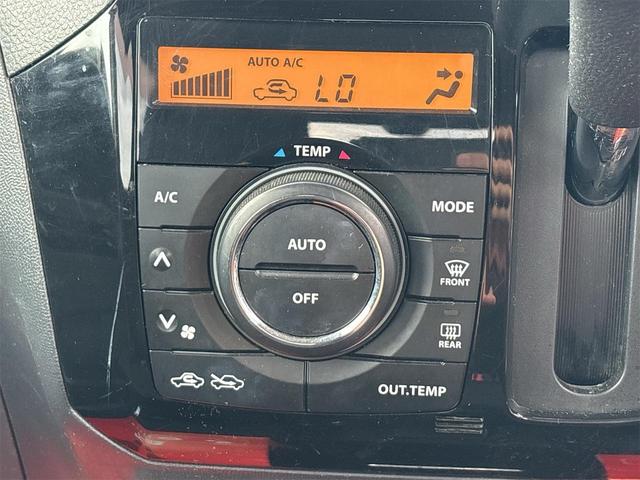 AUTO A/C
LO
TEMP
A/C
MODE
AUTO
OFF
FRONT
REAR
OUT.TEMP